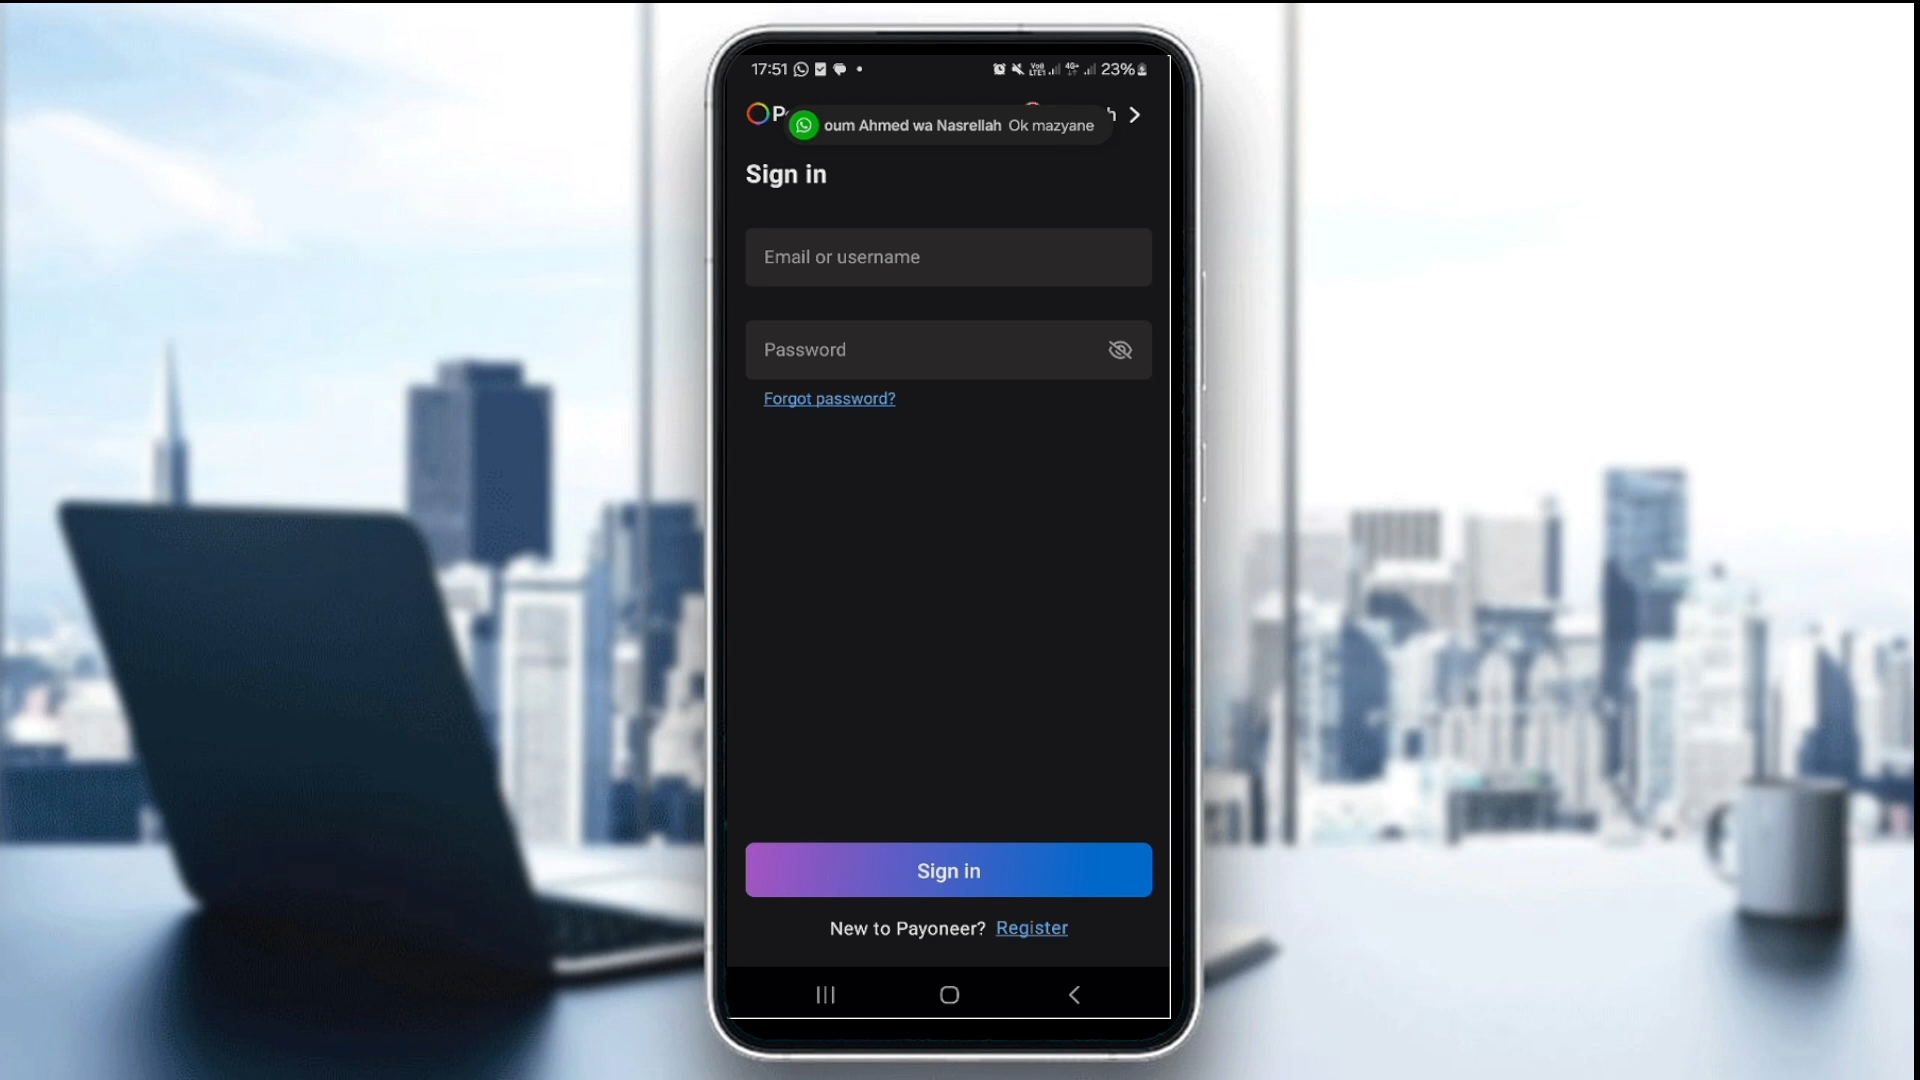 17:51 23%
oum Ahmed wa Nasrellah Ok mazyane
Sign in
Email or username
Password
Forgot password?
Sign in
New to Payoneer? Register